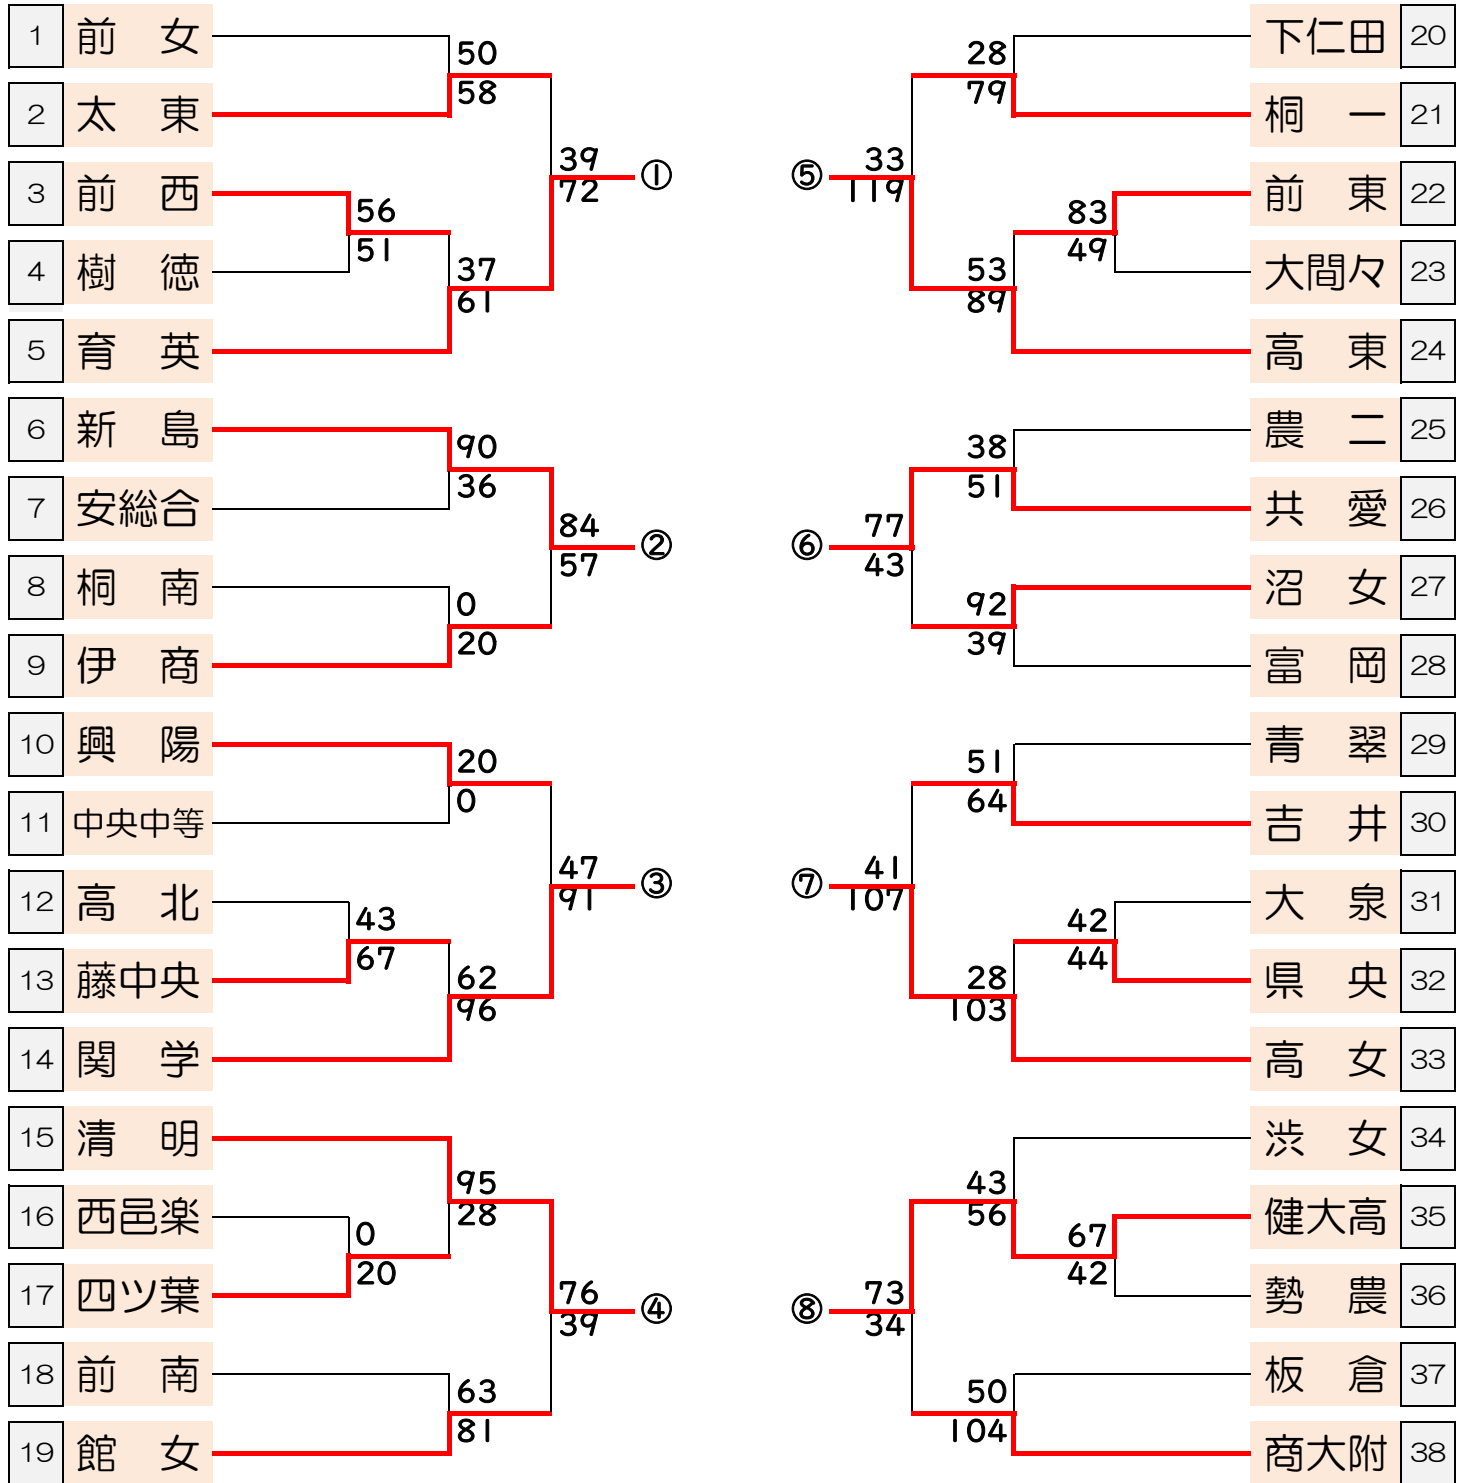 1 前 女
50
58
2 太 東
39
72
①
3 前 西
56
51
4 樹 徳
37
61
5 育 英
6 新 島
90
36
7 安総合
84
57
②
8 桐 南
0
20
9 伊 商
10 興 陽
20
0
11 中央中等
47
91
③
12 高 北
43
67
13 藤中央
62
96
14 関 学
15 清 明
95
28
16 西邑楽
0
20
17 四ツ葉
76
39
④
18 前 南
63
81
19 館 女
下仁田 20
28
79
桐 一 21
⑤
33
119
前 東 22
83
49
大間々 23
53
89
高 東 24
農 二 25
38
51
共 愛 26
⑥
77
43
沼 女 27
92
39
富 岡 28
青 翠 29
51
64
吉 井 30
⑦
41
107
大 泉 31
42
44
県 央 32
28
103
高 女 33
渋 女 34
43
56
健大高 35
67
42
勢 農 36
⑧
73
34
板 倉 37
50
104
商大附 38